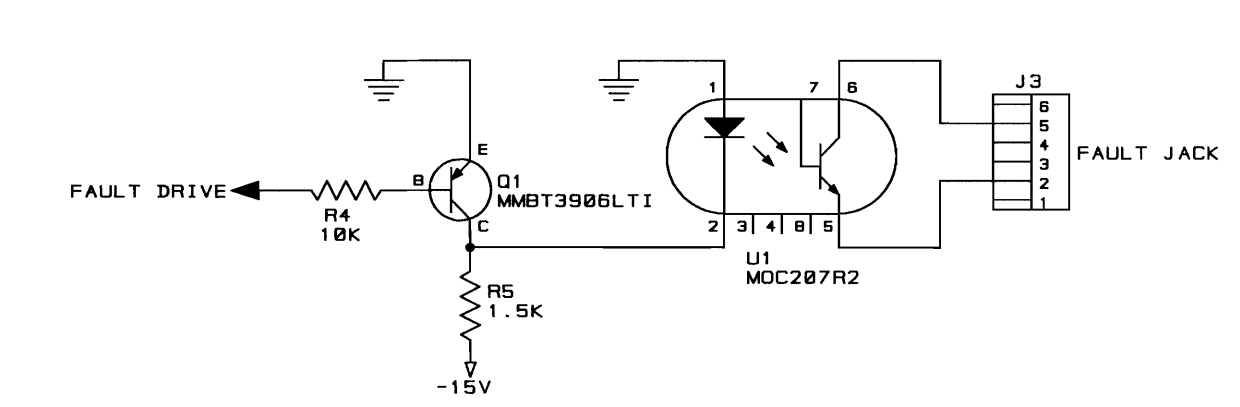 1
7
6
J3
6
5
4
3
2
1
FAULT JACK
E
B
Q1
MMBT3906LTI
FAULT DRIVE
R4
10K
C
2
3
4
8
5
U1
MOC207R2
R5
1.5K
-15V